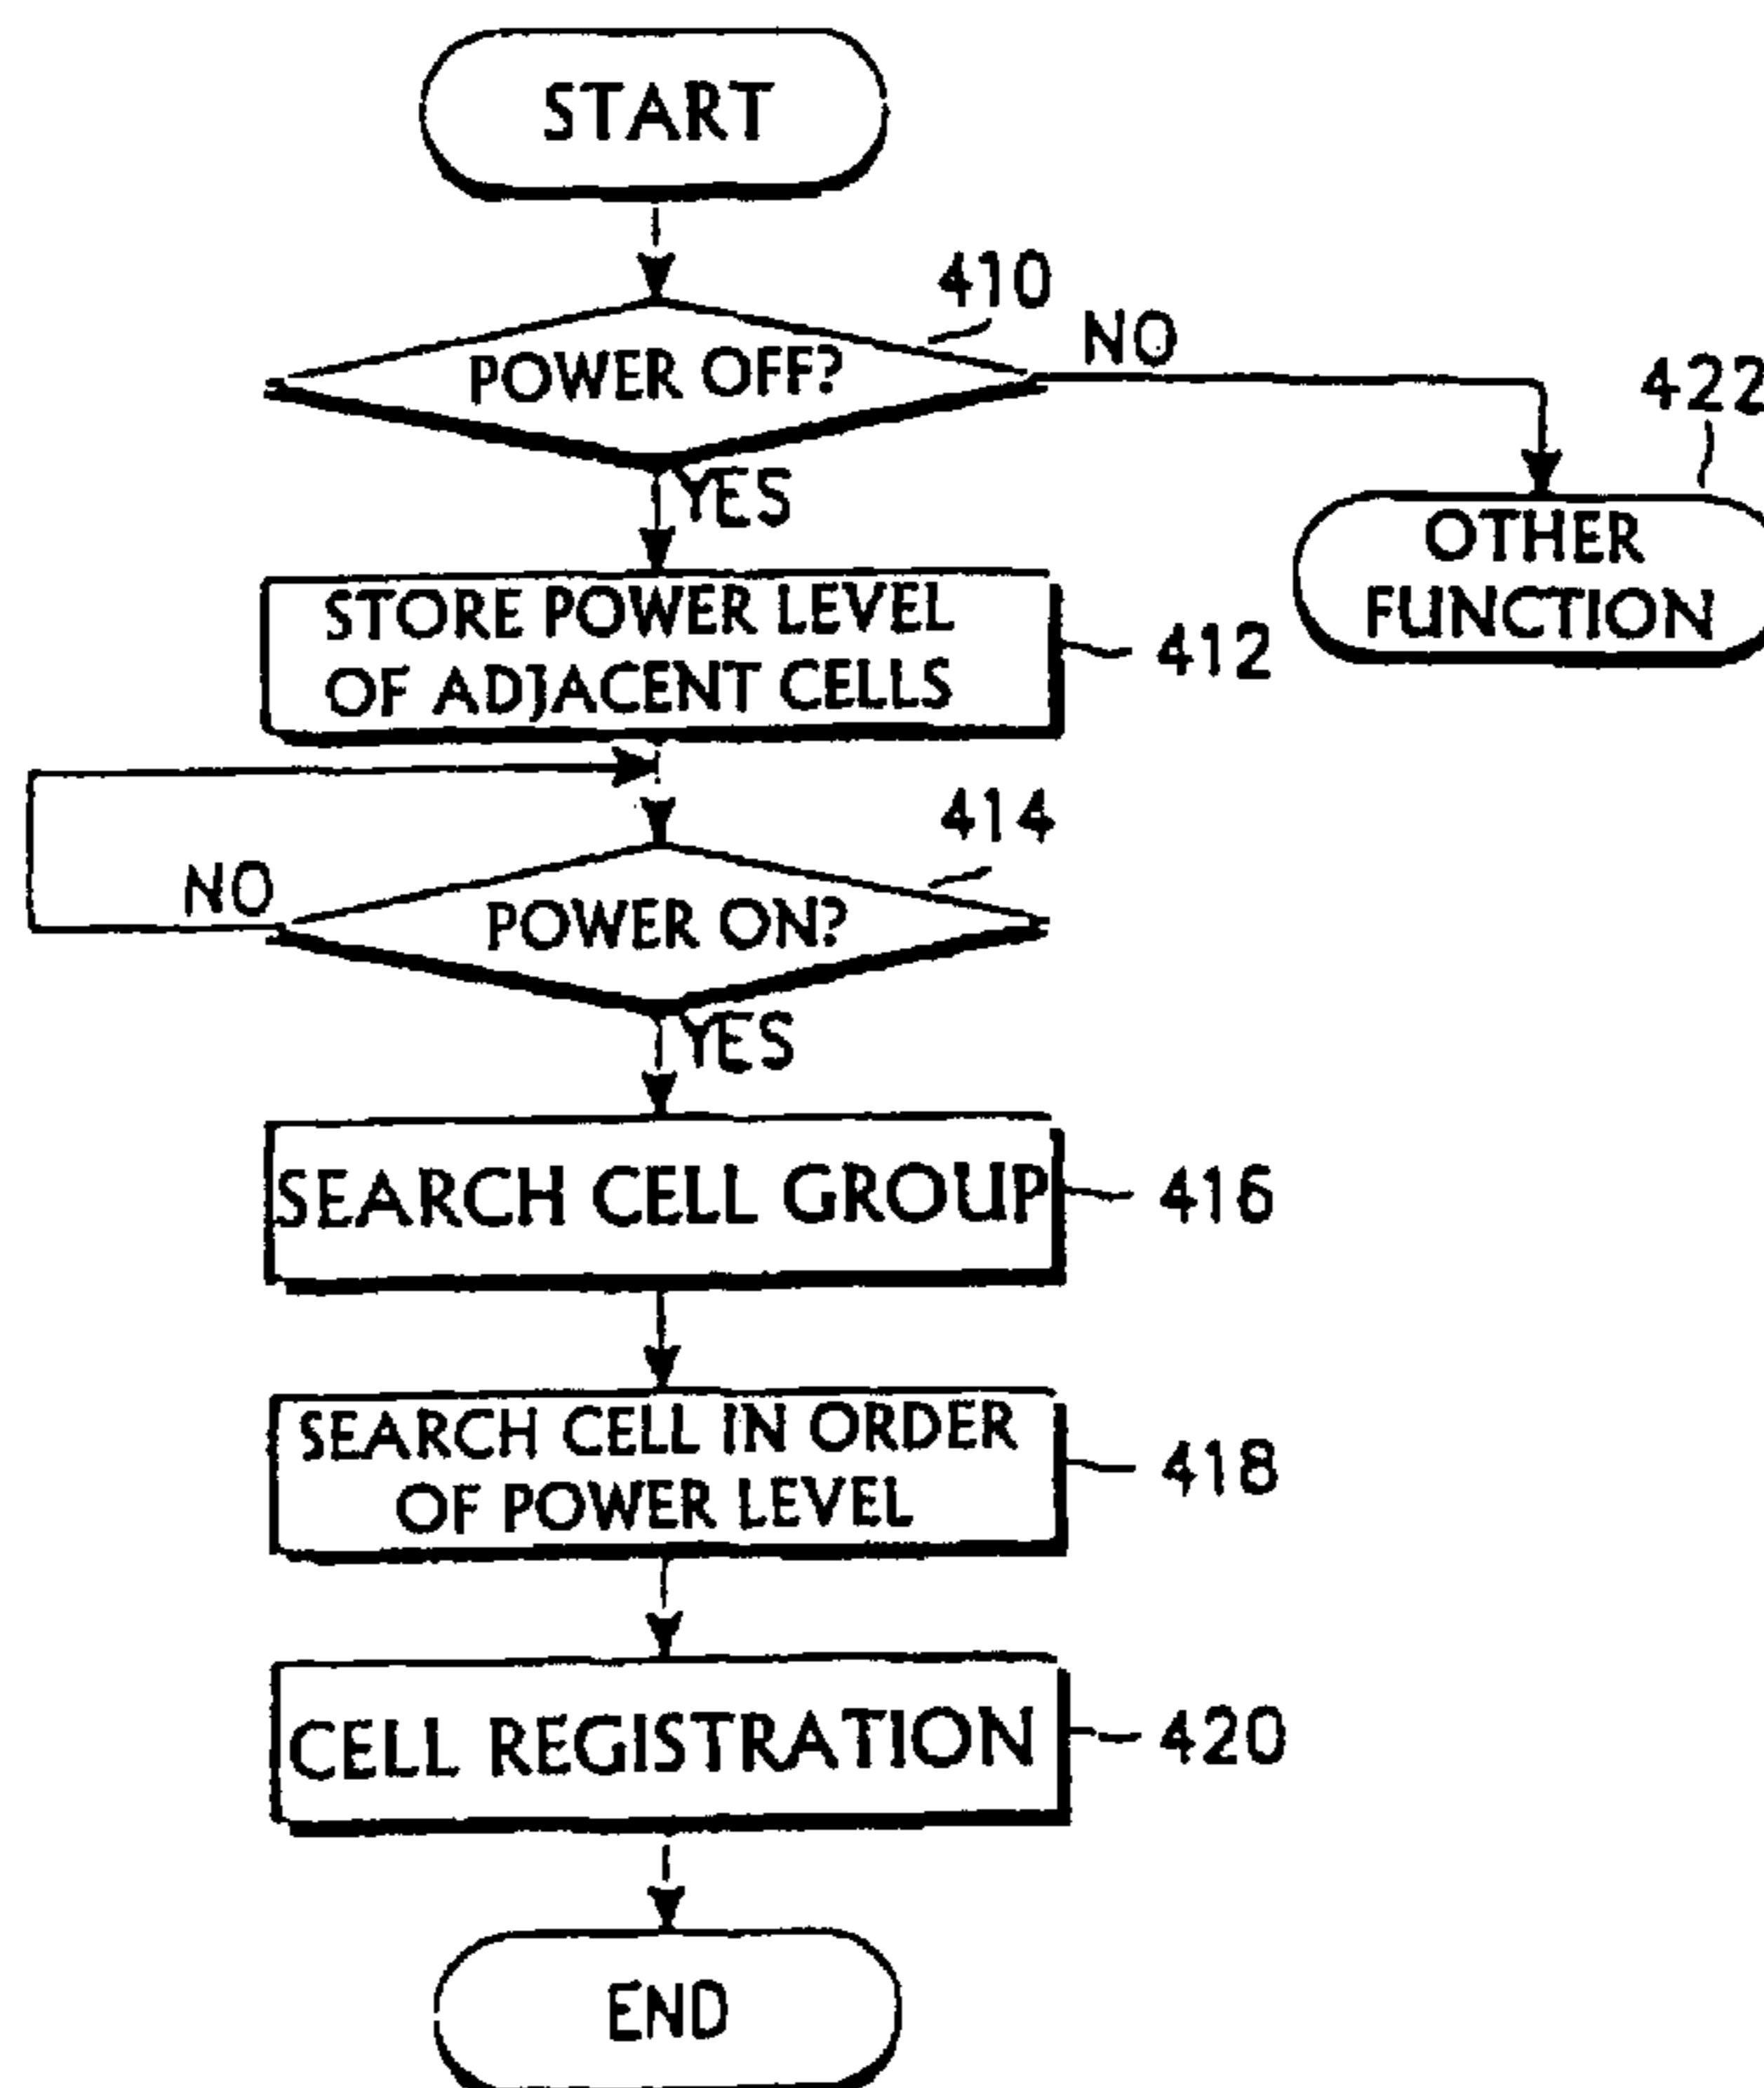 START
410
POWER OFF?
NO
422
YES
OTHER
FUNCTION
STORE POWER LEVEL
OF ADJACENT CELLS
412
414
NO
POWER ON?
YES
SEARCH CELL GROUP
416
SEARCH CELL IN ORDER
OF POWER LEVEL
418
CELL REGISTRATION
420
END